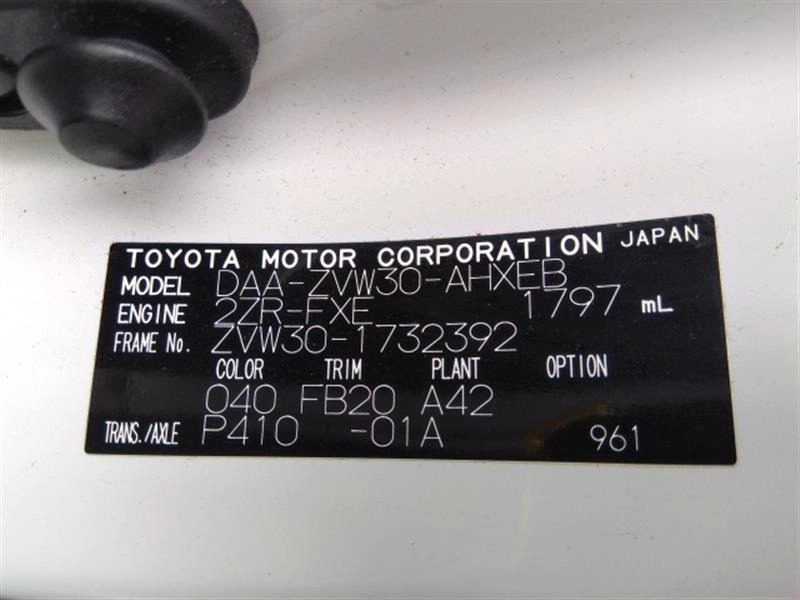 TOYOTA MOTOR CORPORATION JAPAN
MODEL DAA-ZVW30-AHXEB
ENGINE 2ZR-FXE 1797 mL
FRAME No. ZVW30-1732392
COLOR TRIM PLANT OPTION
040 FB20 A42
TRANS./AXLE P410 -01A 961